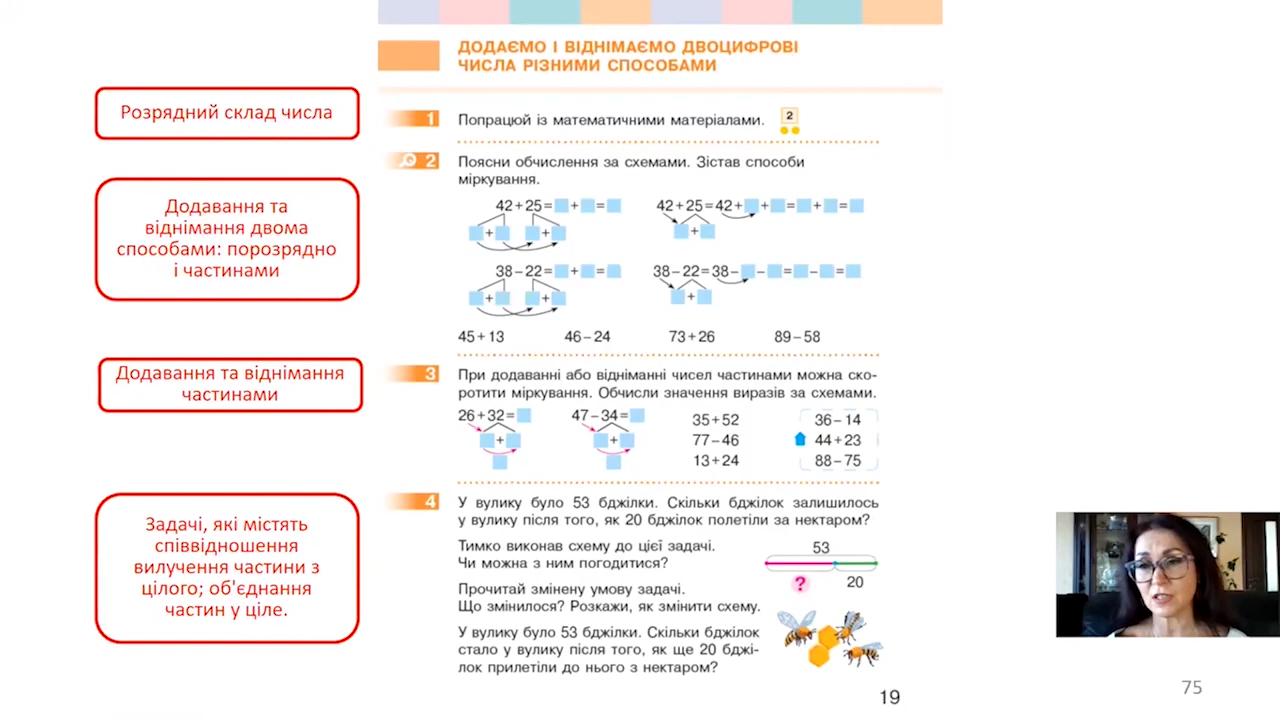 ДОДАЄМО І ВІДНІМАЄМО ДВОЦИФРОВІ
ЧИСЛА РІЗНИМИ СПОСОБАМИ
Розрядний склад числа
1 Попрацюй із математичними матеріалами. 2
2 Поясни обчислення за схемами. Зістав способи
міркування.
Додавання та
віднімання двома
способами: порозрядно
і частинами
42+25= + = 42+25=42+ + = + =
+ + +
38–22= + = 38–22=38– – = – =
+ + +
45+13 46–24 73+26 89–58
Додавання та віднімання
частинами
3 При додаванні або відніманні чисел частинами можна ско-
ротити міркування. Обчисли значення виразів за схемами.
26+32= 47–34= 35+52 36–14
+ + 77–46 44+23
13+24 88–75
Задачі, які містять
співвідношення
вилучення частини з
цілого; об'єднання
частин у ціле.
4 У вулику було 53 бджілки. Скільки бджілок залишилось
у вулику після того, як 20 бджілок полетіли за нектаром?
Тимко виконав схему до цієї задачі.
Чи можна з ним погодитися?
53
? 20
Прочитай змінену умову задачі.
Що змінилося? Розкажи, як змінити схему.
У вулику було 53 бджілки. Скільки бджілок
стало у вулику після того, як ще 20 бджі-
лок прилетіли до нього з нектаром?
19
75